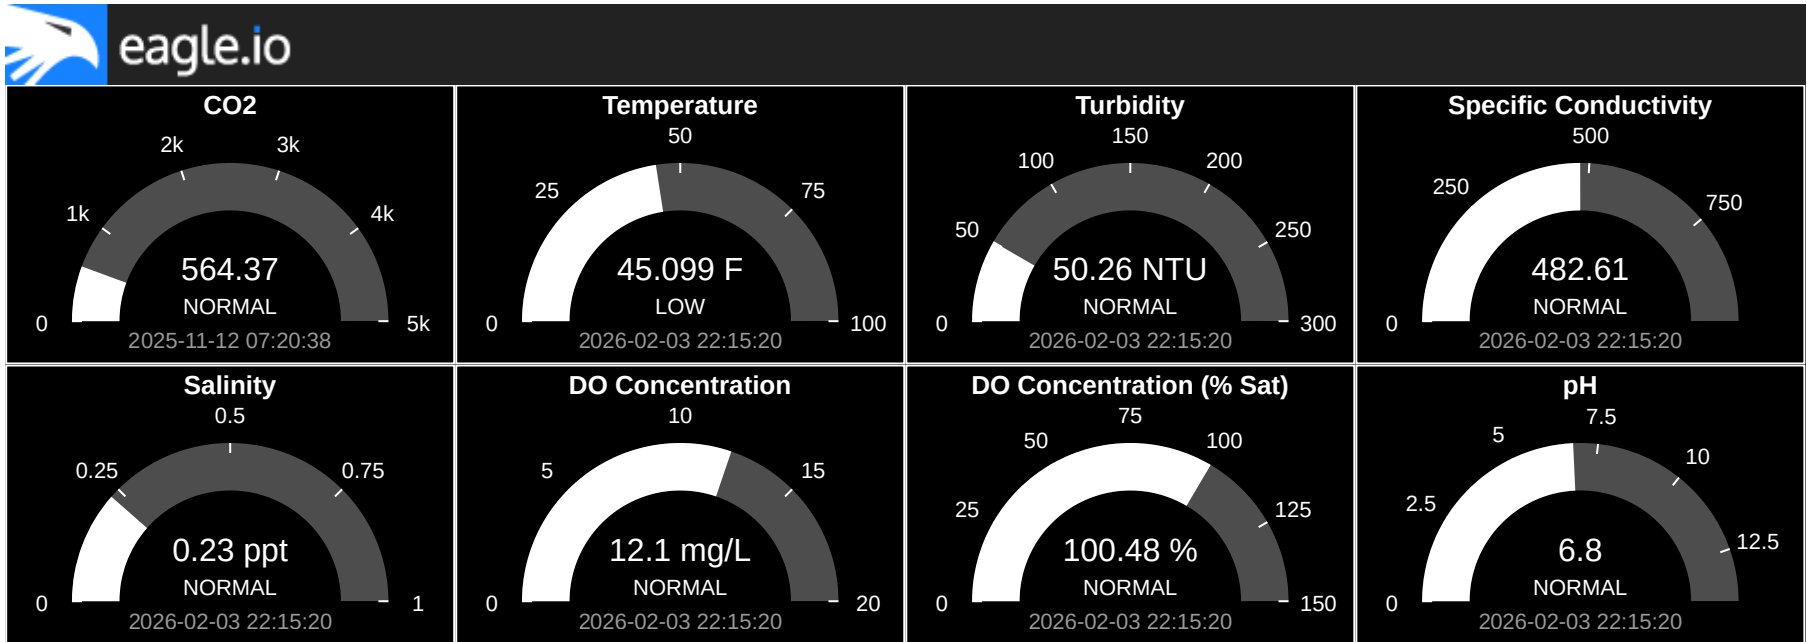 eagle.io
CO2
2k
3k
1k
4k
0
5k
564.37
NORMAL
2025-11-12 07:20:38
Temperature
50
25
75
0
100
45.099 F
LOW
2026-02-03 22:15:20
Turbidity
150
100
200
50
250
0
300
50.26 NTU
NORMAL
2026-02-03 22:15:20
Specific Conductivity
500
250
750
0
482.61
NORMAL
2026-02-03 22:15:20
Salinity
0.5
0.25
0.75
0
1
0.23 ppt
NORMAL
2026-02-03 22:15:20
DO Concentration
10
5
15
0
20
12.1 mg/L
NORMAL
2026-02-03 22:15:20
DO Concentration (% Sat)
75
50
100
25
125
0
150
100.48 %
NORMAL
2026-02-03 22:15:20
pH
7.5
5
10
2.5
12.5
0
6.8
NORMAL
2026-02-03 22:15:20